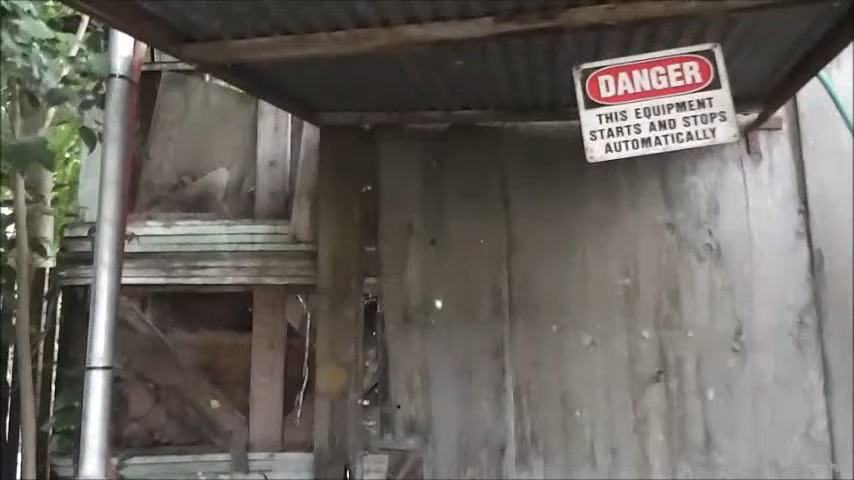 DANGER
THIS EQUIPMENT
STARTS AND STOPS
AUTOMATICALLY